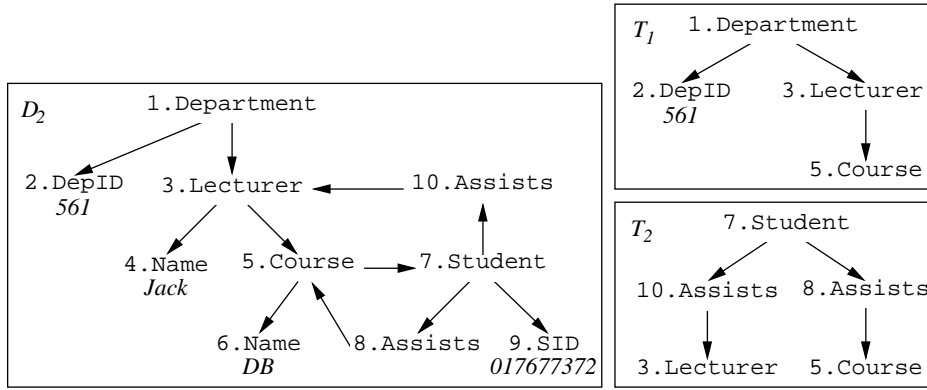 D2
1.Department
2.DepID
561
3.Lecturer
10.Assists
4.Name
Jack
5.Course
7.Student
6.Name
DB
8.Assists
9.SID
017677372
T1
1.Department
2.DepID
561
3.Lecturer
5.Course
T2
7.Student
10.Assists
8.Assists
3.Lecturer
5.Course